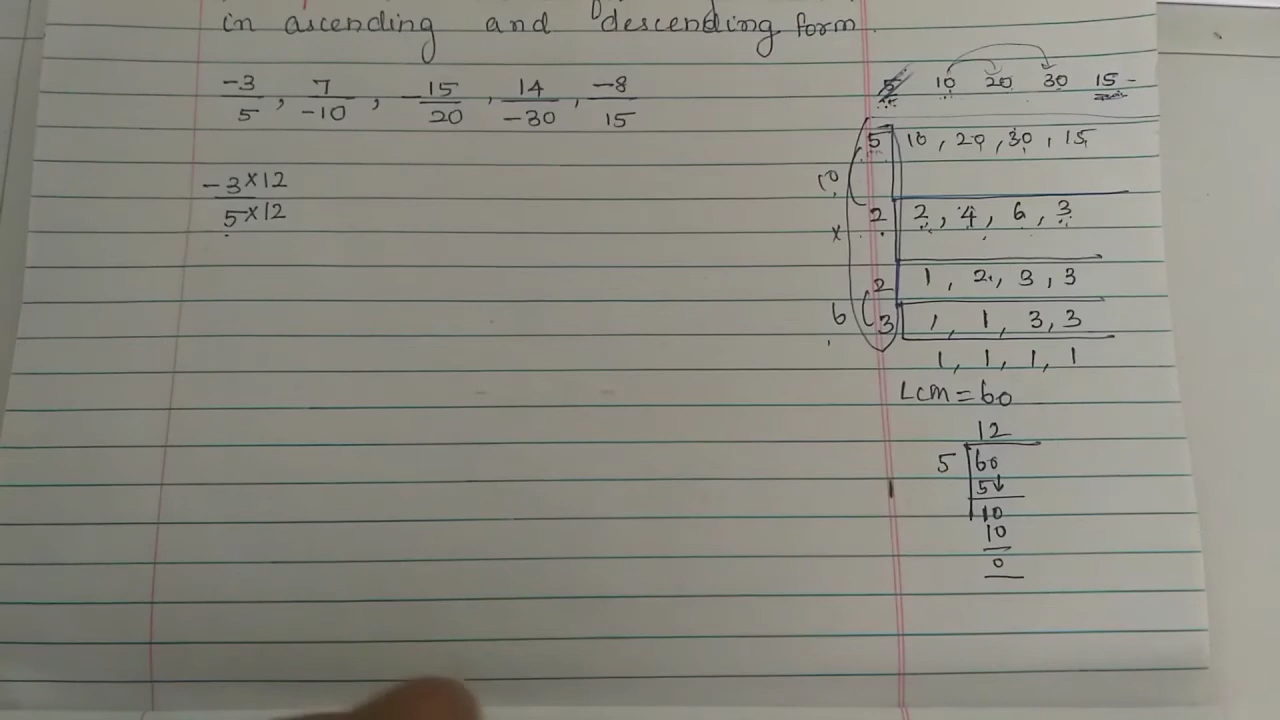 in ascending and descending form.
-3/5, 7/-10, -15/20, 14/-30, -8/15
-3×12
5×12
5 10 20 30 15 -
5 10, 20, 30, 15
10
2 2, 4, 6, 3
×
2 1, 2, 3, 3
6 3 1, 1, 3, 3
1, 1, 1, 1
Lcm = 60
12
5 60
5↓
10
10
0